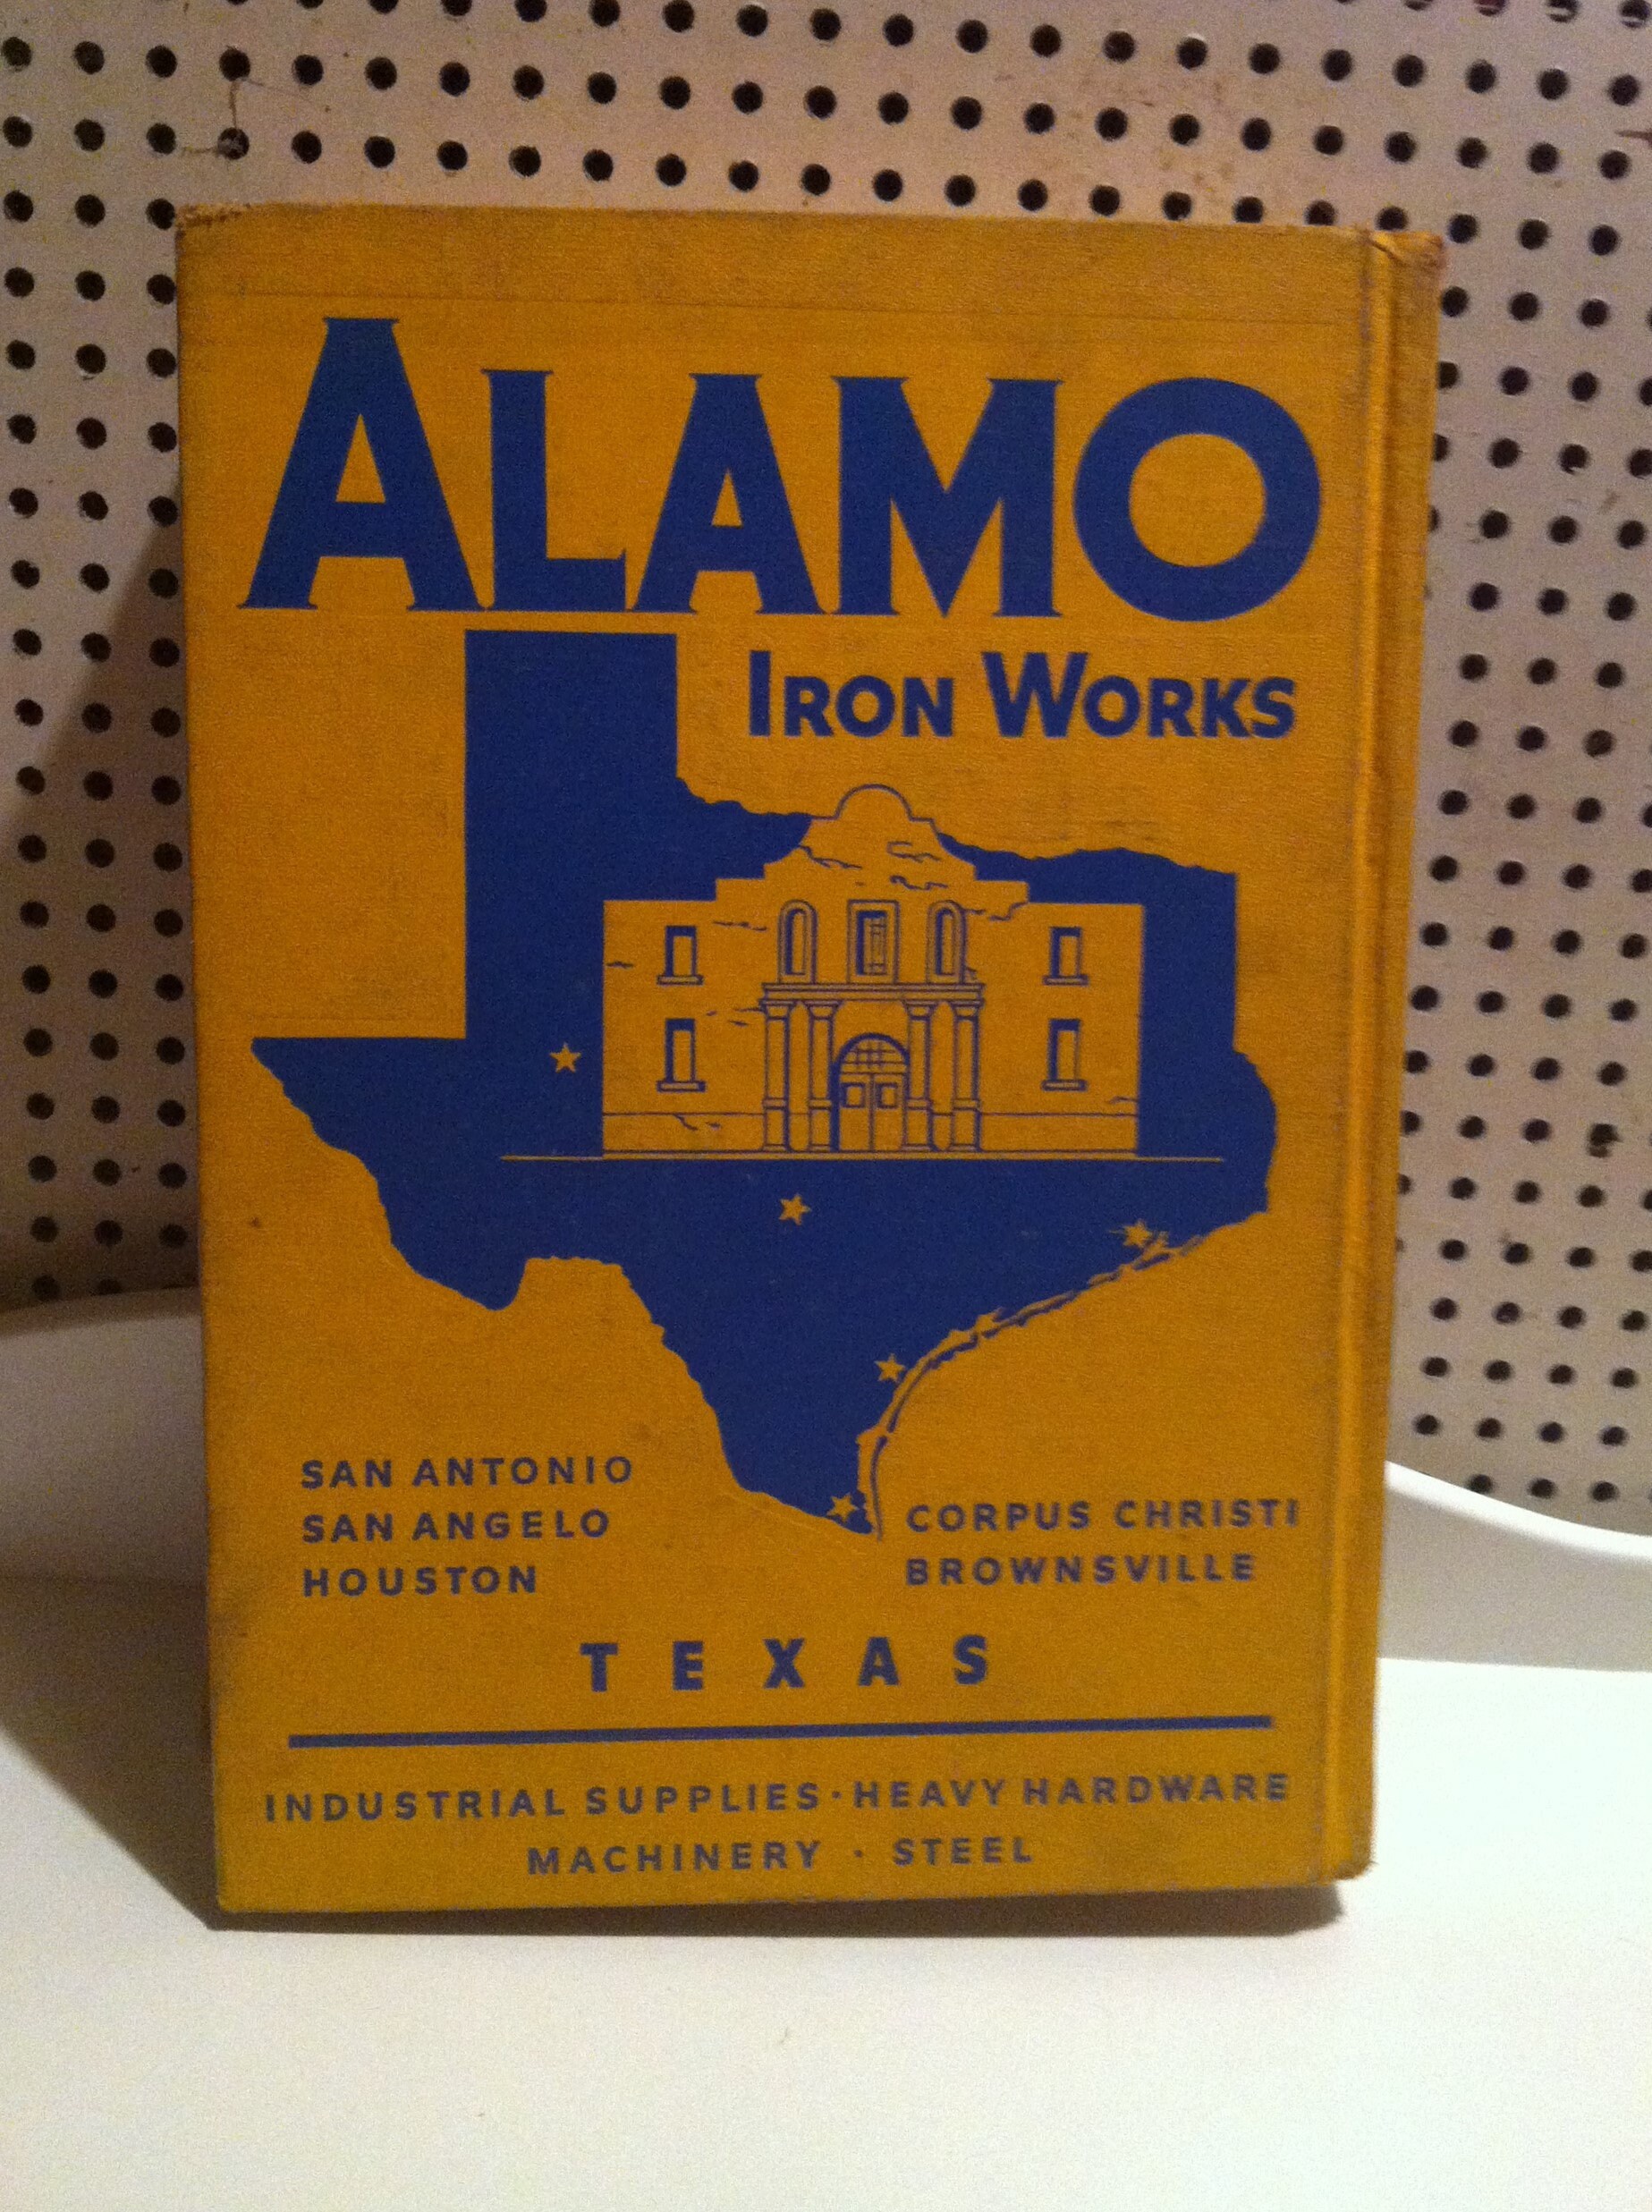 ALAMO
IRON WORKS
SAN ANTONIO
SAN ANGELO
HOUSTON
CORPUS CHRISTI
BROWNSVILLE
TEXAS
INDUSTRIAL SUPPLIES · HEAVY HARDWARE
MACHINERY · STEEL